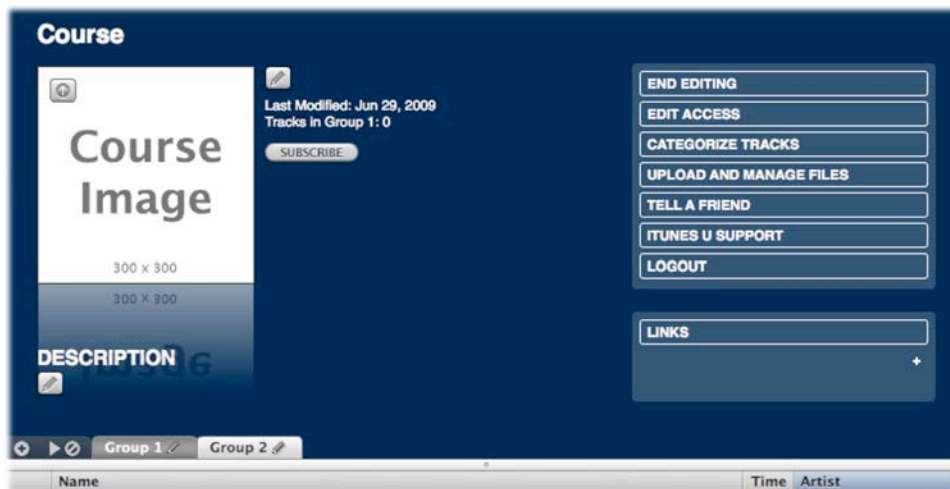 Course
Course
Image
300 x 300
300 x 300
Image
Last Modified: Jun 29, 2009
Tracks in Group 1: 0
SUBSCRIBE
DESCRIPTION
END EDITING
EDIT ACCESS
CATEGORIZE TRACKS
UPLOAD AND MANAGE FILES
TELL A FRIEND
ITUNES U SUPPORT
LOGOUT
LINKS
+
Group 1 Group 2
Name Time Artist